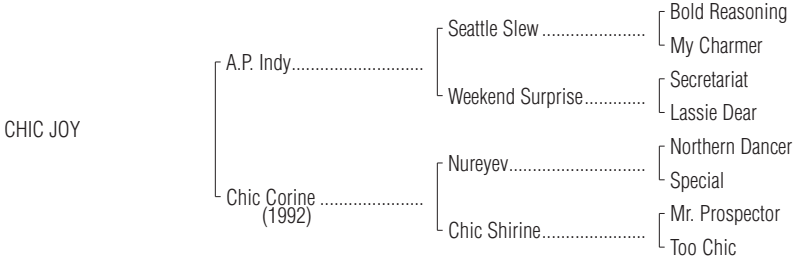 Bold Reasoning
Seattle Slew ......................
My Charmer
A.P. Indy............................
Secretariat
Weekend Surprise.............
Lassie Dear
CHIC JOY
Northern Dancer
Nureyev.............................
Special
Chic Corine ......................
(1992)
Mr. Prospector
Chic Shirine......................
Too Chic